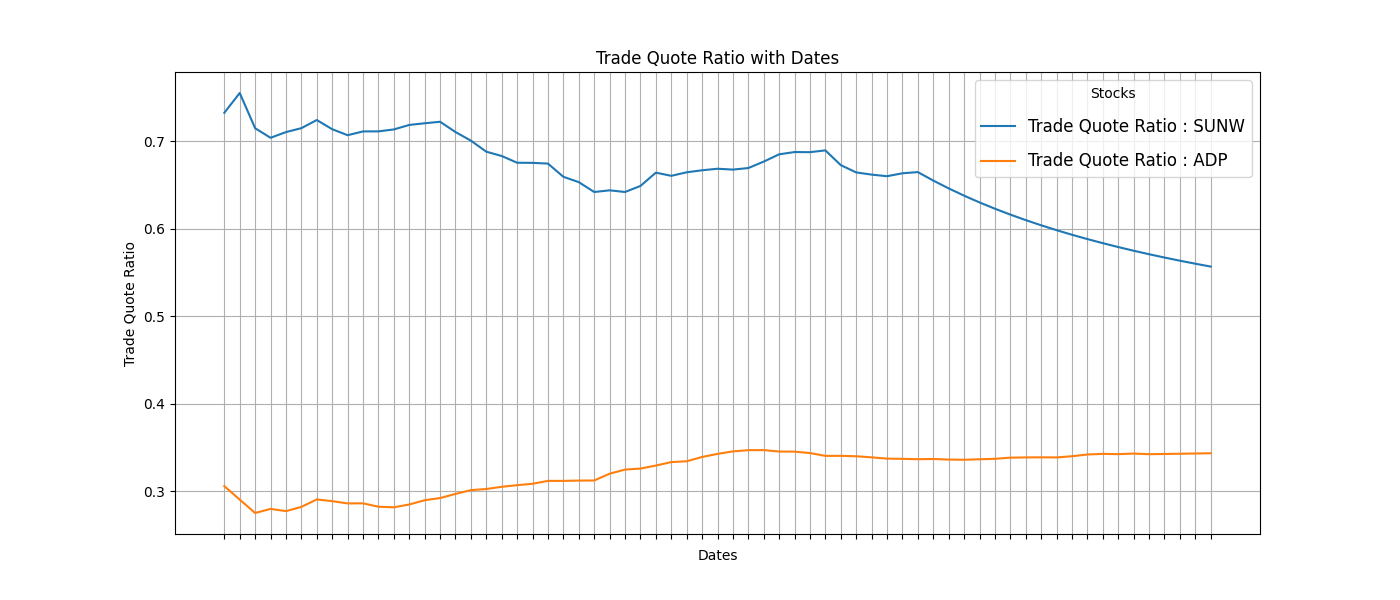 Trade Quote Ratio with Dates
Stocks
Trade Quote Ratio : SUNW
Trade Quote Ratio : ADP
Trade Quote Ratio
0.7
0.6
0.5
0.4
0.3
Dates